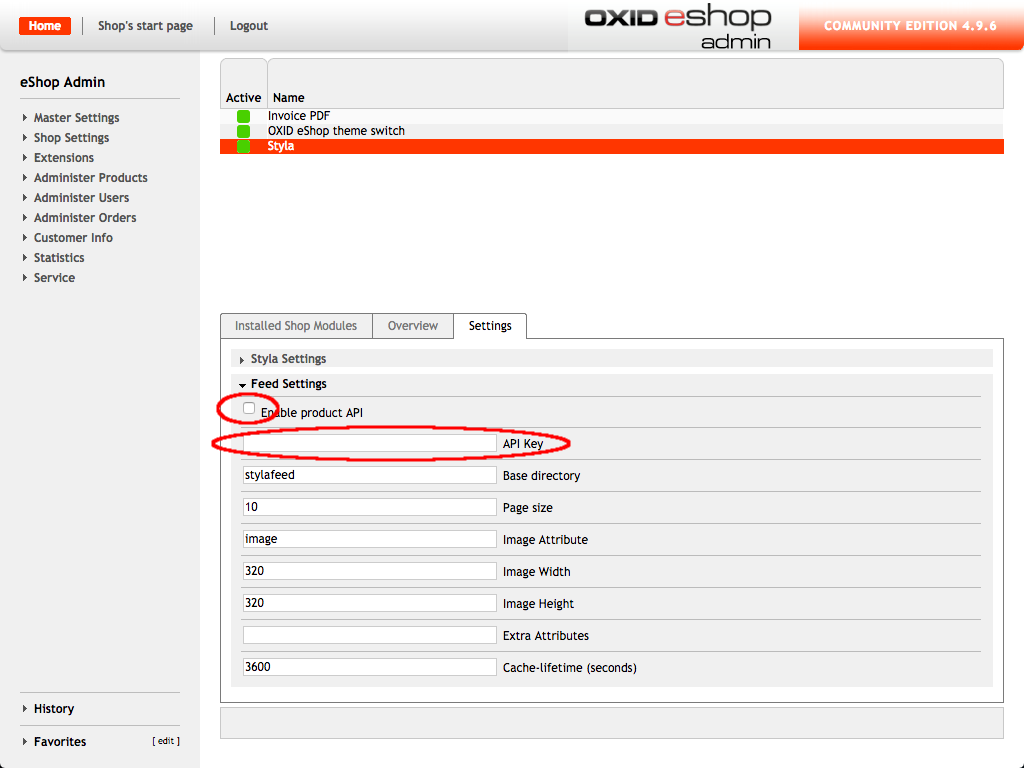 Home
Shop's start page
Logout
OXID eshop
admin
COMMUNITY EDITION 4.9.6
eShop Admin
Master Settings
Shop Settings
Extensions
Administer Products
Administer Users
Administer Orders
Customer Info
Statistics
Service
History
Favorites [ edit ]
Active Name
Invoice PDF
OXID eShop theme switch
Styla
Installed Shop Modules Overview Settings
Styla Settings
Feed Settings
Enable product API
API Key
stylafeed Base directory
10 Page size
image Image Attribute
320 Image Width
320 Image Height
Extra Attributes
3600 Cache-lifetime (seconds)